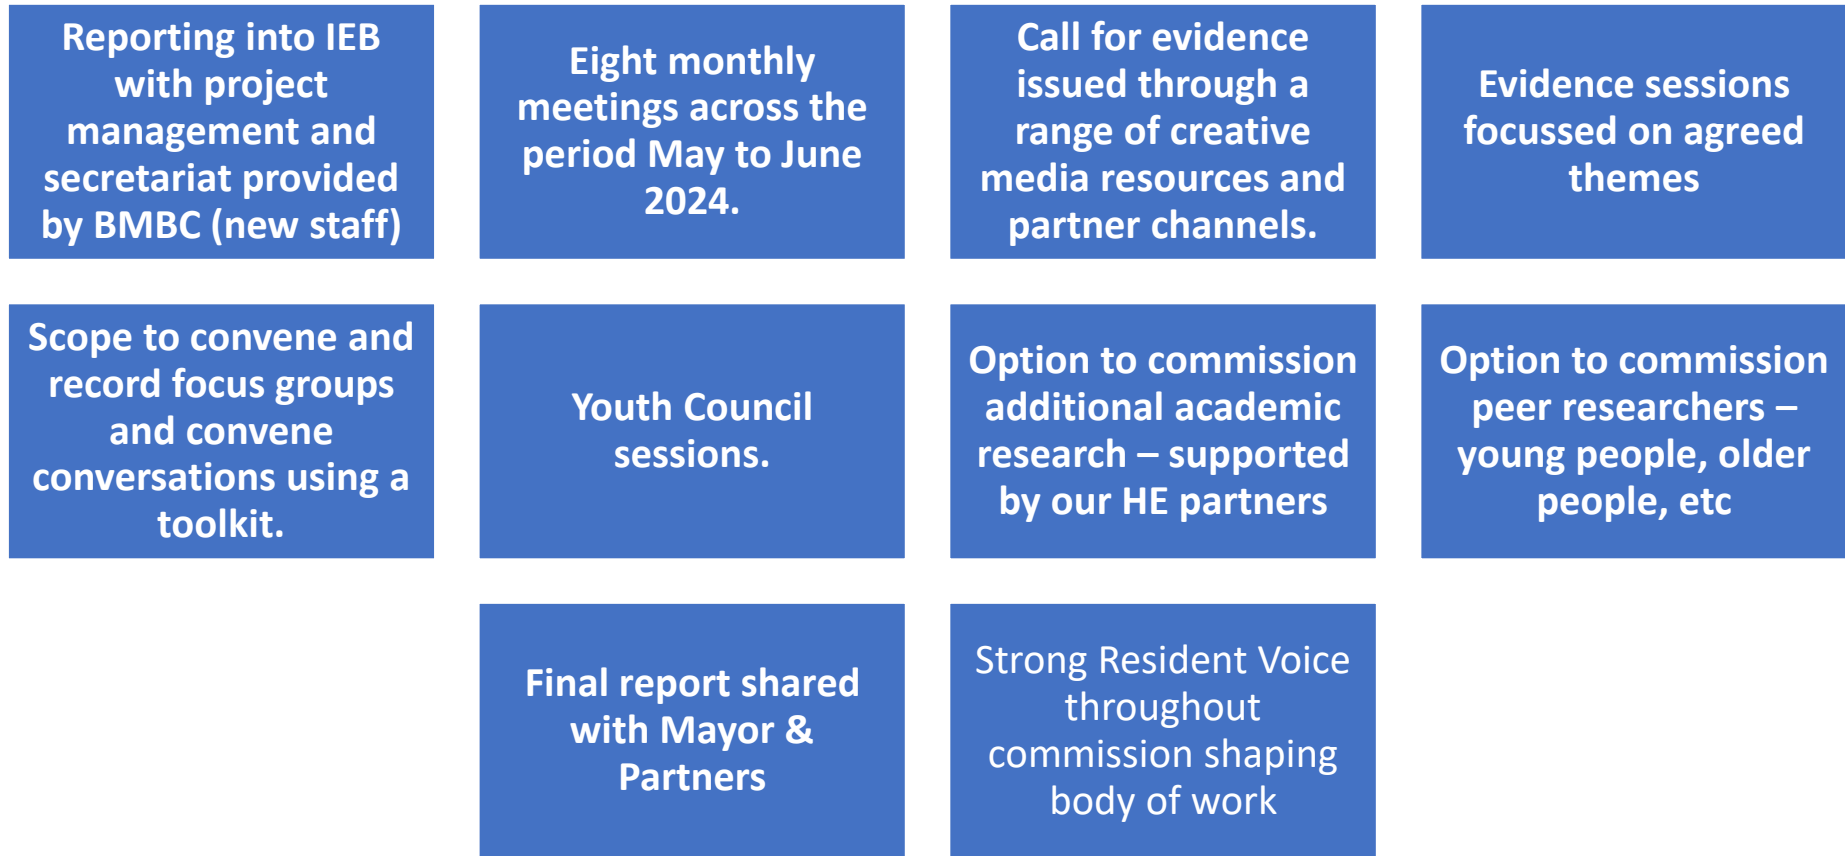 Reporting into IEB
with project
management and
secretariat provided
by BMBC (new staff)
Eight monthly
meetings across the
period May to June
2024.
Call for evidence
issued through a
range of creative
media resources and
partner channels.
Evidence sessions
focussed on agreed
themes
Scope to convene and
record focus groups
and convene
conversations using a
toolkit.
Youth Council
sessions.
Option to commission
additional academic
research – supported
by our HE partners
Option to commission
peer researchers –
young people, older
people, etc
Final report shared
with Mayor &
Partners
Strong Resident Voice
throughout
commission shaping
body of work